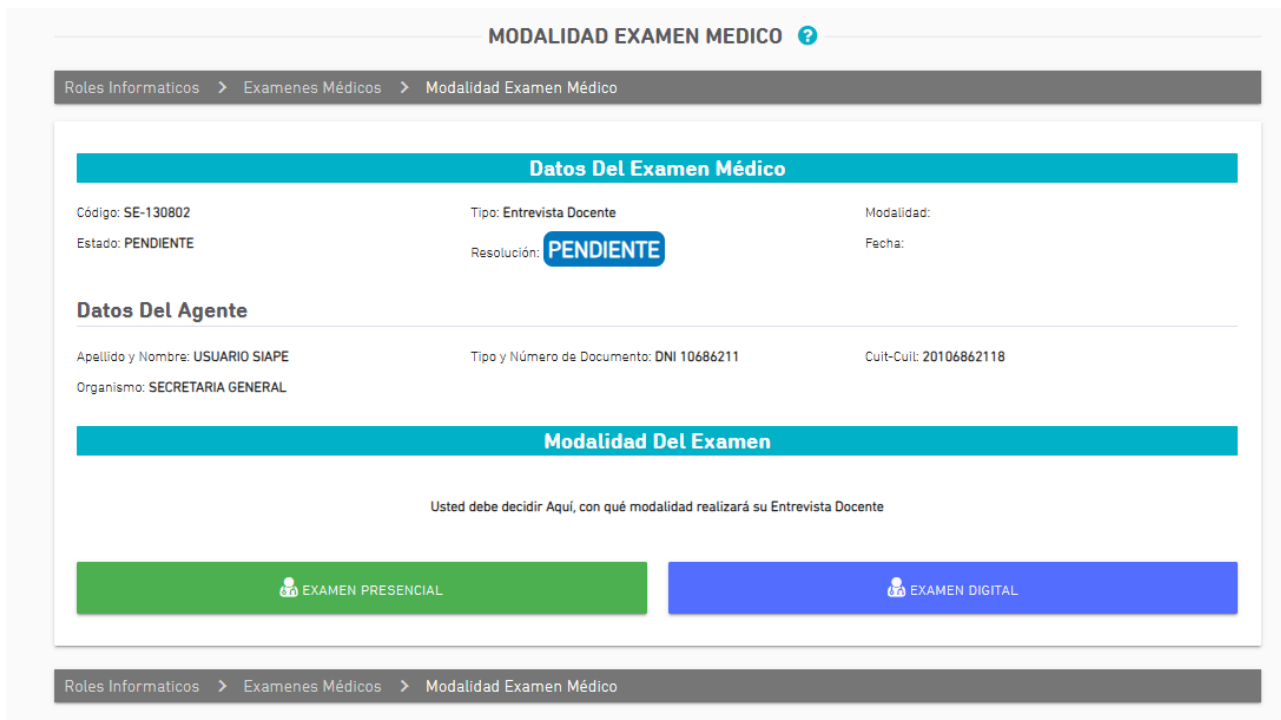 MODALIDAD EXAMEN MEDICO ?
Roles Informaticos > Examenes Médicos > Modalidad Examen Médico
Datos Del Examen Médico
Código: SE-130802 Tipo: Entrevista Docente Modalidad:
Estado: PENDIENTE Resolución: PENDIENTE Fecha:
Datos Del Agente
Apellido y Nombre: USUARIO SIAPE Tipo y Número de Documento: DNI 10686211 Cuit-Cuil: 20106862118
Organismo: SECRETARIA GENERAL
Modalidad Del Examen
Usted debe decidir Aquí, con qué modalidad realizará su Entrevista Docente
EXAMEN PRESENCIAL EXAMEN DIGITAL
Roles Informaticos > Examenes Médicos > Modalidad Examen Médico